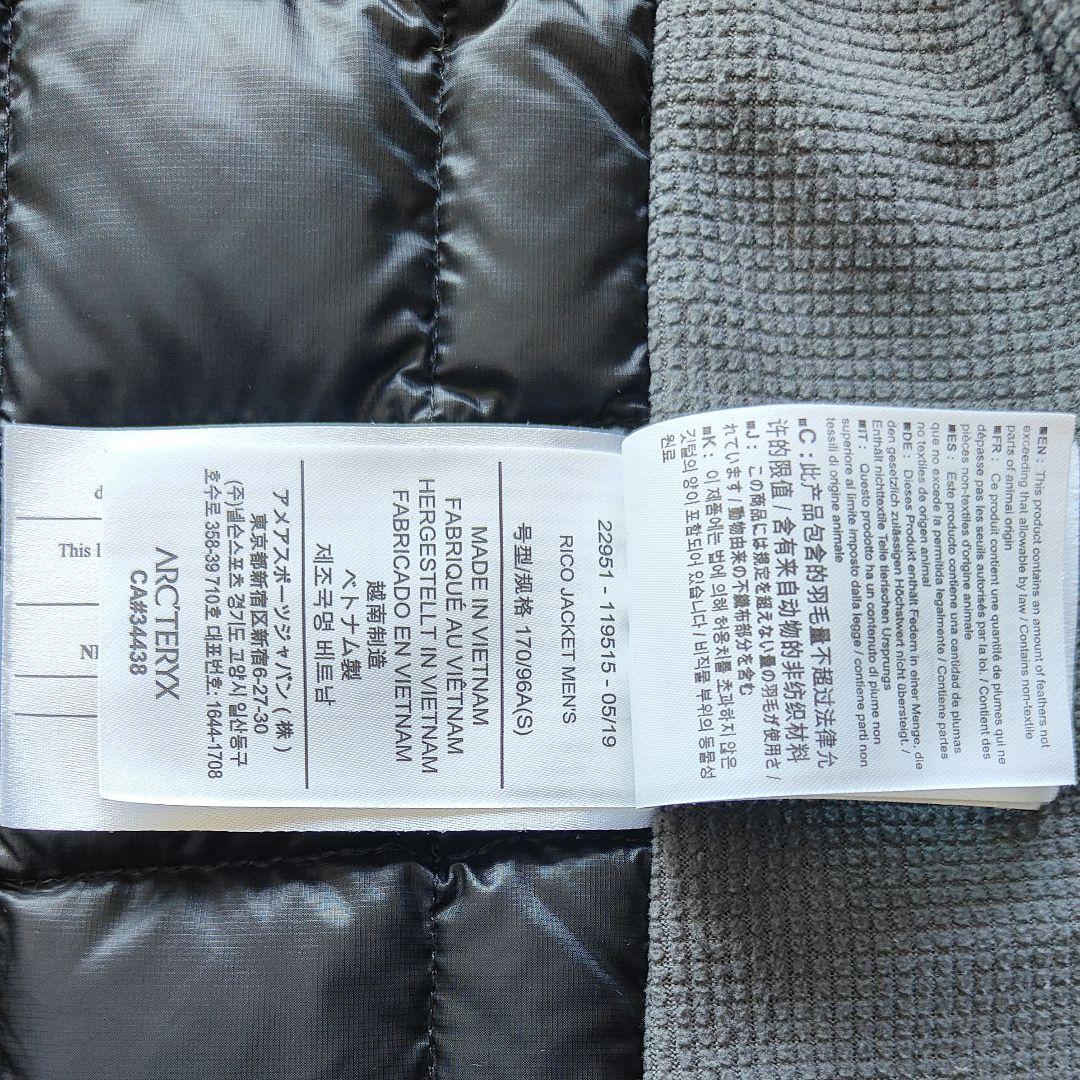 ■EN : This product contains an amount of feathers not
exceeding that allowable by law / Contains non-textile
parts of animal origin
■FR : Ce produit contient une quantité de plumes qui ne
dépasse pas les seuils autorisés par la loi. / Contient des
pièces non-textiles d'origine animale
■ES : Este producto contiene una cantidad de plumas
que no excede la permitida legalmente / Contiene partes
no textiles de origen animal
■DE : Dieses Produkt enthält Federn in einer Menge, die
den gesetzlich zulässigen Höchstwert nicht übersteigt. /
Enthält nichttextile Teile tierischen Ursprungs
■IT : Questo prodotto ha un contenuto di piume non
superiore al limite imposto dalla legge / contiene parti non
tessili di origine animale
■C : 此产品包含的羽毛量不超过法律允
许的限值 / 含有来自动物的非纺织材料
■J : この商品には規定を超えない量の羽毛が使用さ
れています / 動物由来の不織布部分を含む
■K : 이 제품에는 법에 의해 허용치를 초과하지 않은
깃털의 양이 포함되어 있습니다 / 비직물 부위의 동물성
원료
22951 - 119515 - 05/19
RICO JACKET MEN'S
号型/规格 170/96A(S)
MADE IN VIETNAM
FABRIQUÉ AU VIÊTNAM
HERGESTELLT IN VIETNAM
FABRICADO EN VIETNAM
越南制造
ベトナム製
제조국명 베트남
アメアスポーツジャパン ( 株 )
東京都新宿区新宿6-27-30
(주)넬슨스포츠 경기도 고양시 일산동구
호수로 358-39 710호 대표번호: 1644-1708
ARC'TERYX
CA#34438
This